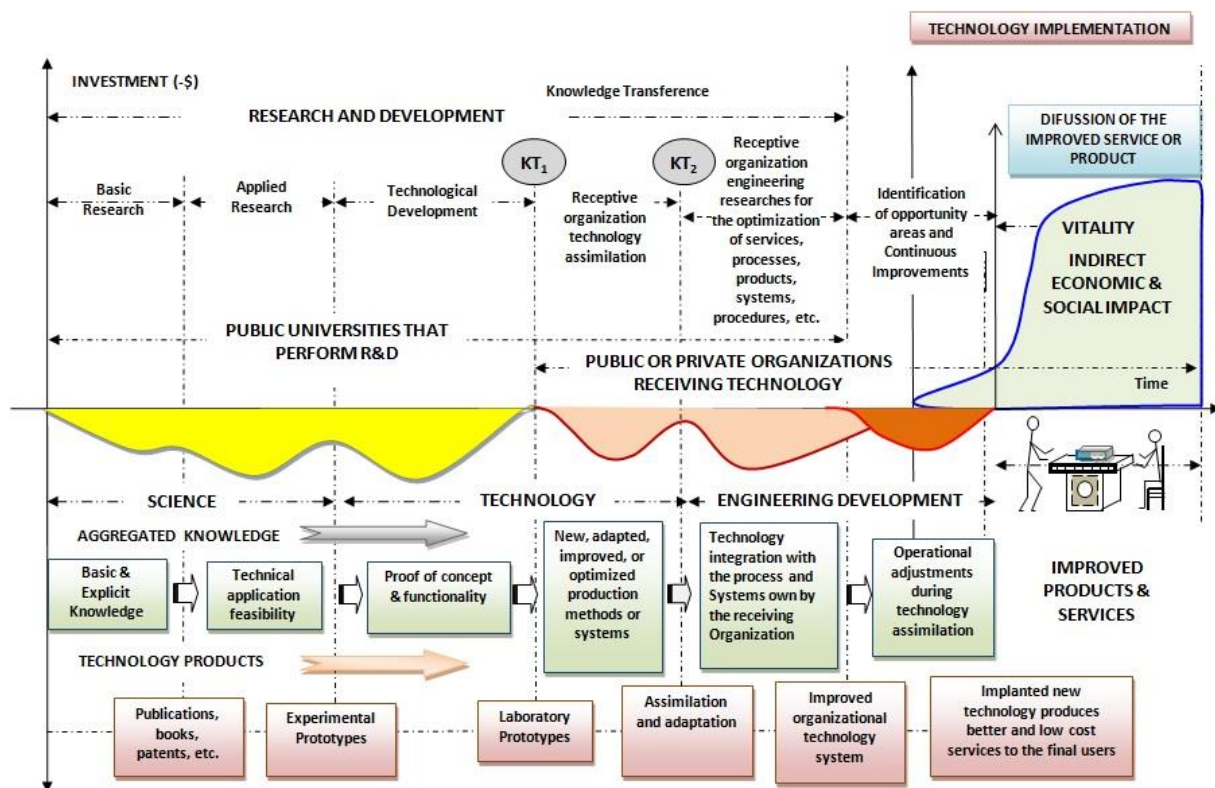 TECHNOLOGY IMPLEMENTATION
INVESTMENT (-$)
Knowledge Transference
RESEARCH AND DEVELOPMENT
DIFUSSION OF THE
IMPROVED SERVICE OR
PRODUCT
KT1
KT2
Basic
Research
Applied
Research
Technological
Development
Receptive
organization
technology
assimilation
Receptive
organization
engineering
researches for
the optimization
of services,
processes,
products,
systems,
procedures, etc.
Identification
of opportunity
areas and
Continuous
Improvements
VITALITY
INDIRECT
ECONOMIC &
SOCIAL IMPACT
PUBLIC UNIVERSITIES THAT
PERFORM R&D
PUBLIC OR PRIVATE ORGANIZATIONS
RECEIVING TECHNOLOGY
Time
SCIENCE
TECHNOLOGY
ENGINEERING DEVELOPMENT
AGGREGATED KNOWLEDGE
Basic &
Explicit
Knowledge
Technical
application
feasibility
Proof of concept
& functionality
New, adapted,
improved, or
optimized
production
methods or
systems
Technology
integration with
the process and
Systems own by
the receiving
Organization
Operational
adjustments
during
technology
assimilation
IMPROVED
PRODUCTS &
SERVICES
TECHNOLOGY PRODUCTS
Publications,
books,
patents, etc.
Experimental
Prototypes
Laboratory
Prototypes
Assimilation
and adaptation
Improved
organizational
technology
system
Implanted new
technology produces
better and low cost
services to the final users